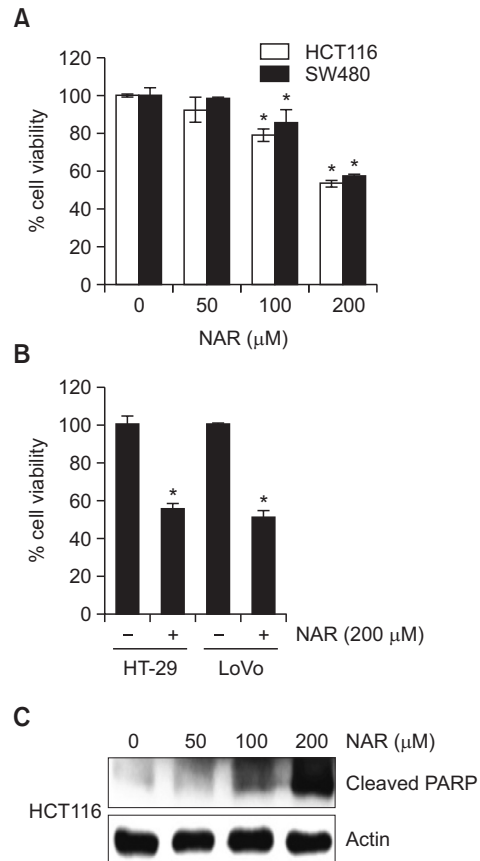 A
HCT116
SW480
% cell viability
120
100
80
60
40
20
0
* *
* *
0 50 100 200
NAR (μM)
B
% cell viability
120
100
80
60
40
20
0
* *
− + − + NAR (200 μM)
HT-29 LoVo
C
0 50 100 200 NAR (μM)
HCT116
Cleaved PARP
Actin